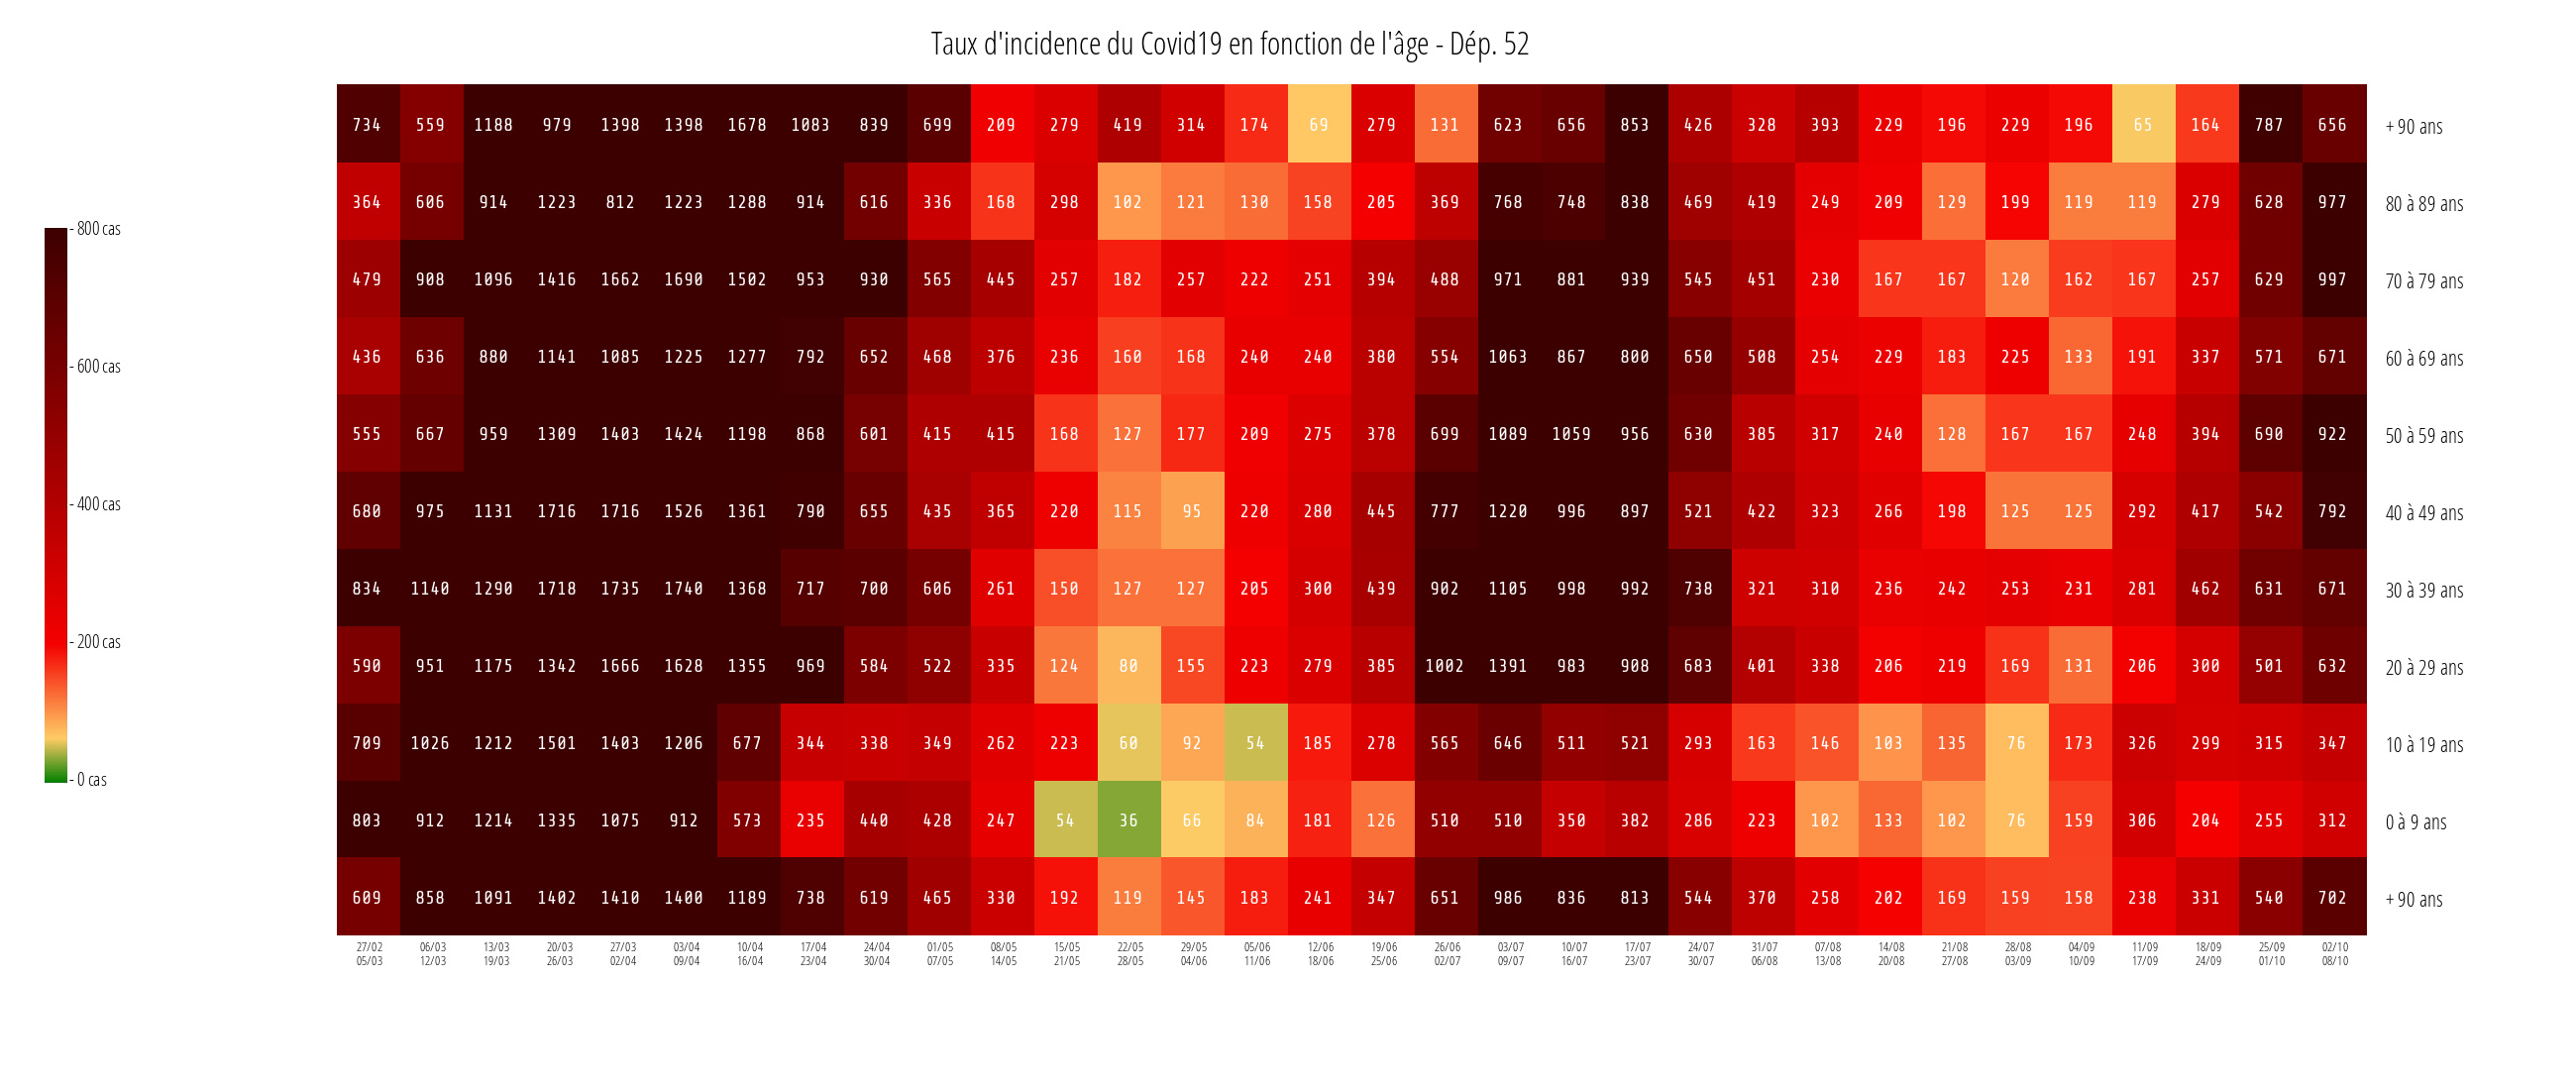 Taux d'incidence du Covid19 en fonction de l'âge - Dép. 52
- 800 cas
- 600 cas
- 400 cas
- 200 cas
- 0 cas
734 559 1188 979 1398 1398 1678 1083 839 699 209 279 419 314 174 69 279 131 623 656 853 426 328 393 229 196 229 196 65 164 787 656 + 90 ans
364 606 914 1223 812 1223 1288 914 616 336 168 298 102 121 130 158 205 369 768 748 838 469 419 249 209 129 199 119 119 279 628 977 80 à 89 ans
479 908 1096 1416 1662 1690 1502 953 930 565 445 257 182 257 222 251 394 488 971 881 939 545 451 230 167 167 120 162 167 257 629 997 70 à 79 ans
436 636 880 1141 1085 1225 1277 792 652 468 376 236 160 168 240 240 380 554 1063 867 800 650 508 254 229 183 225 133 191 337 571 671 60 à 69 ans
555 667 959 1309 1403 1424 1198 868 601 415 415 168 127 177 209 275 378 699 1089 1059 956 630 385 317 240 128 167 167 248 394 690 922 50 à 59 ans
680 975 1131 1716 1716 1526 1361 790 655 435 365 220 115 95 220 280 445 777 1220 996 897 521 422 323 266 198 125 125 292 417 542 792 40 à 49 ans
834 1140 1290 1718 1735 1740 1368 717 700 606 261 150 127 127 205 300 439 902 1105 998 992 738 321 310 236 242 253 231 281 462 631 671 30 à 39 ans
590 951 1175 1342 1666 1628 1355 969 584 522 335 124 80 155 223 279 385 1002 1391 983 908 683 401 338 206 219 169 131 206 300 501 632 20 à 29 ans
709 1026 1212 1501 1403 1206 677 344 338 349 262 223 60 92 54 185 278 565 646 511 521 293 163 146 103 135 76 173 326 299 315 347 10 à 19 ans
803 912 1214 1335 1075 912 573 235 440 428 247 54 36 66 84 181 126 510 510 350 382 286 223 102 133 102 76 159 306 204 255 312 0 à 9 ans
609 858 1091 1402 1410 1400 1189 738 619 465 330 192 119 145 183 241 347 651 986 836 813 544 370 258 202 169 159 158 238 331 540 702 + 90 ans
27/02 06/03 13/03 20/03 27/03 03/04 10/04 17/04 24/04 01/05 08/05 15/05 22/05 29/05 05/06 12/06 19/06 26/06 03/07 10/07 17/07 24/07 31/07 07/08 14/08 21/08 28/08 04/09 11/09 18/09 25/09 02/10
05/03 12/03 19/03 26/03 02/04 09/04 16/04 23/04 30/04 07/05 14/05 21/05 28/05 04/06 11/06 18/06 25/06 02/07 09/07 16/07 23/07 30/07 06/08 13/08 20/08 27/08 03/09 10/09 17/09 24/09 01/10 08/10